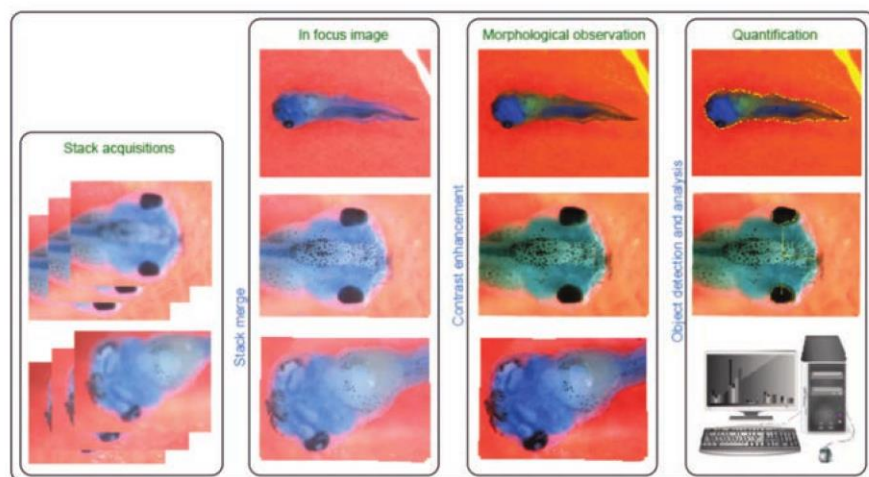 Stack acquisitions
Stack merge
In focus image
Contrast enhancement
Morphological observation
Object detection and analysis
Quantification